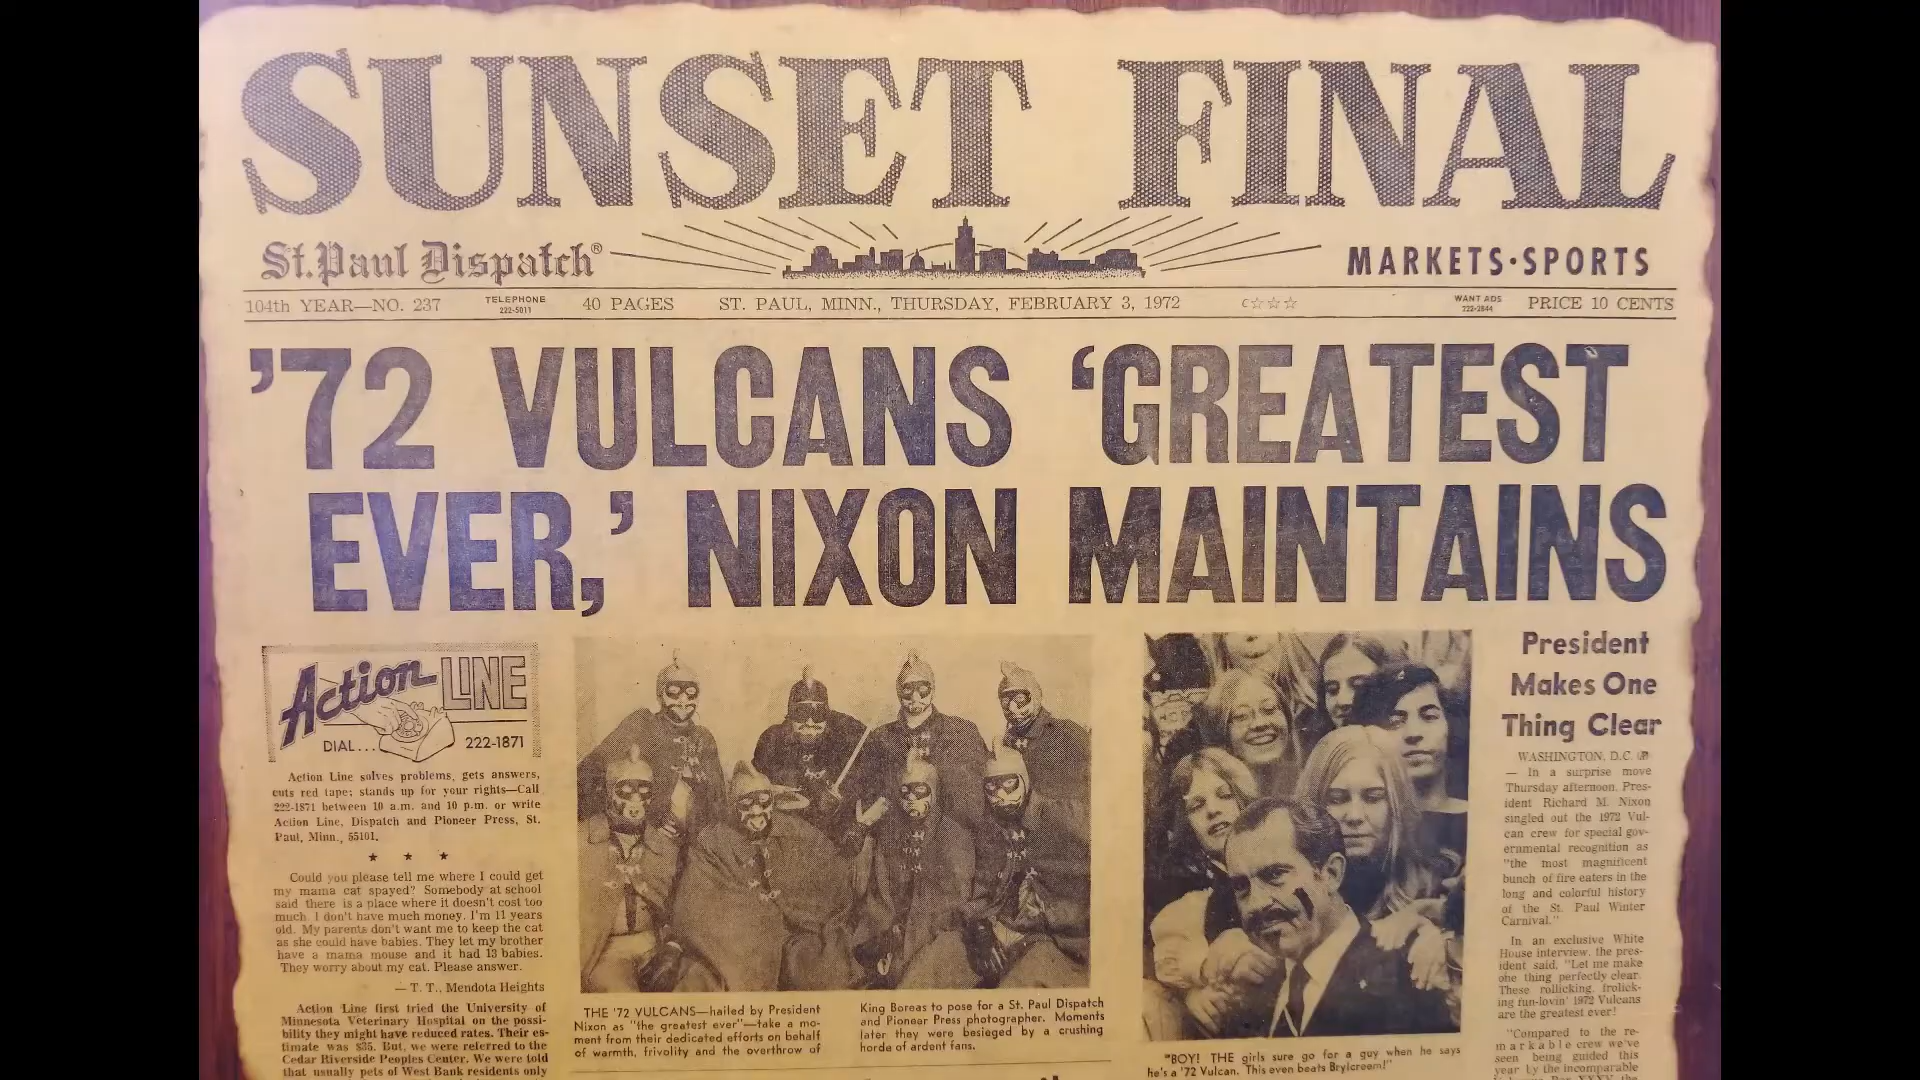 SUNSET FINAL
St. Paul Dispatch®
MARKETS·SPORTS
104th YEAR—NO. 237
TELEPHONE
222-5011
40 PAGES
ST. PAUL, MINN., THURSDAY, FEBRUARY 3, 1972
C☆☆☆
WANT ADS
222-2844
PRICE 10 CENTS
'72 VULCANS 'GREATEST
EVER,' NIXON MAINTAINS
Action LINE
DIAL... 222-1871
Action Line solves problems, gets answers,
cuts red tape; stands up for your rights—Call
222-1871 between 10 a.m. and 10 p.m. or write
Action Line, Dispatch and Pioneer Press, St.
Paul, Minn., 55101.
★ ★ ★
Could you please tell me where I could get
my mama cat spayed? Somebody at school
said there is a place where it doesn't cost too
much. I don't have much money. I'm 11 years
old. My parents don't want me to keep the cat
as she could have babies. They let my brother
have a mama mouse and it had 13 babies.
They worry about my cat. Please answer.
— T. T., Mendota Heights
Action Line first tried the University of
Minnesota Veterinary Hospital on the possi-
bility they might have reduced rates. Their es-
timate was $35. But, we were referred to the
Cedar Riverside Peoples Center. We were told
that usually pets of West Bank residents only
THE '72 VULCANS—hailed by President
Nixon as "the greatest ever"—take a mo-
ment from their dedicated efforts on behalf
of warmth, frivolity and the overthrow of
King Boreas to pose for a St. Paul Dispatch
and Pioneer Press photographer. Moments
later they were besieged by a crushing
horde of ardent fans.
"BOY! THE girls sure go for a guy when he says
he's a '72 Vulcan. This even beats Brylcreem!"
President
Makes One
Thing Clear
WASHINGTON, D.C. (AP)
— In a surprise move
Thursday afternoon, Pres-
ident Richard M. Nixon
singled out the 1972 Vul-
can crew for special gov-
ernmental recognition as
"the most magnificent
bunch of fire eaters in the
long and colorful history
of the St. Paul Winter
Carnival."
In an exclusive White
House interview, the pres-
ident said, "Let me make
one thing perfectly clear.
These rollicking, frolick-
ing fun-lovin' 1972 Vulcans
are the greatest ever!
"Compared to the re-
markable crew we've
seen being guided this
year by the incomparable